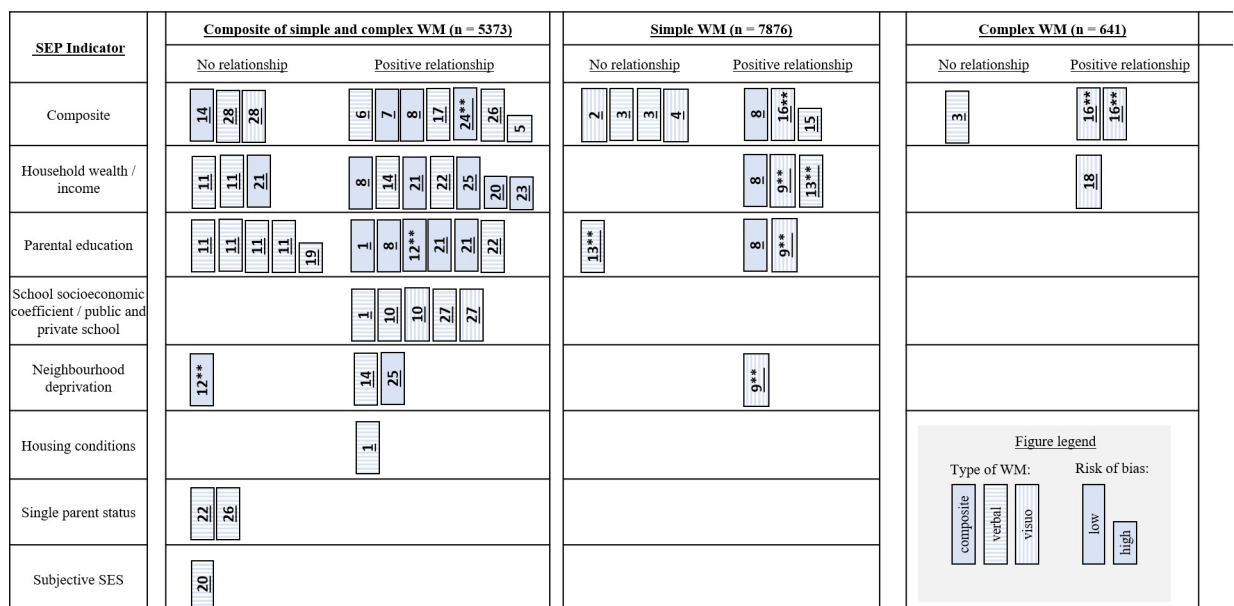 SEP Indicator
Composite of simple and complex WM (n = 5373)
Simple WM (n = 7876)
Complex WM (n = 641)
No relationship
Positive relationship
No relationship
Positive relationship
No relationship
Positive relationship
Composite
14 28 28
6 7 8 17 24** 26 5
2 3 3 4
8 16** 15
3
16** 16**
Household wealth /
income
11 11 21
8 14 21 22 25 20 23
8 9** 13**
18
Parental education
11 11 11 11 19
1 8 12** 21 21 22
13**
8 9**
School socioeconomic
coefficient / public and
private school
1 10 10 27 27
Neighbourhood
deprivation
12**
14 25
9**
Housing conditions
1
Single parent status
22 26
Subjective SES
20
Figure legend
Type of WM:
Risk of bias:
composite
verbal
visuo
low
high